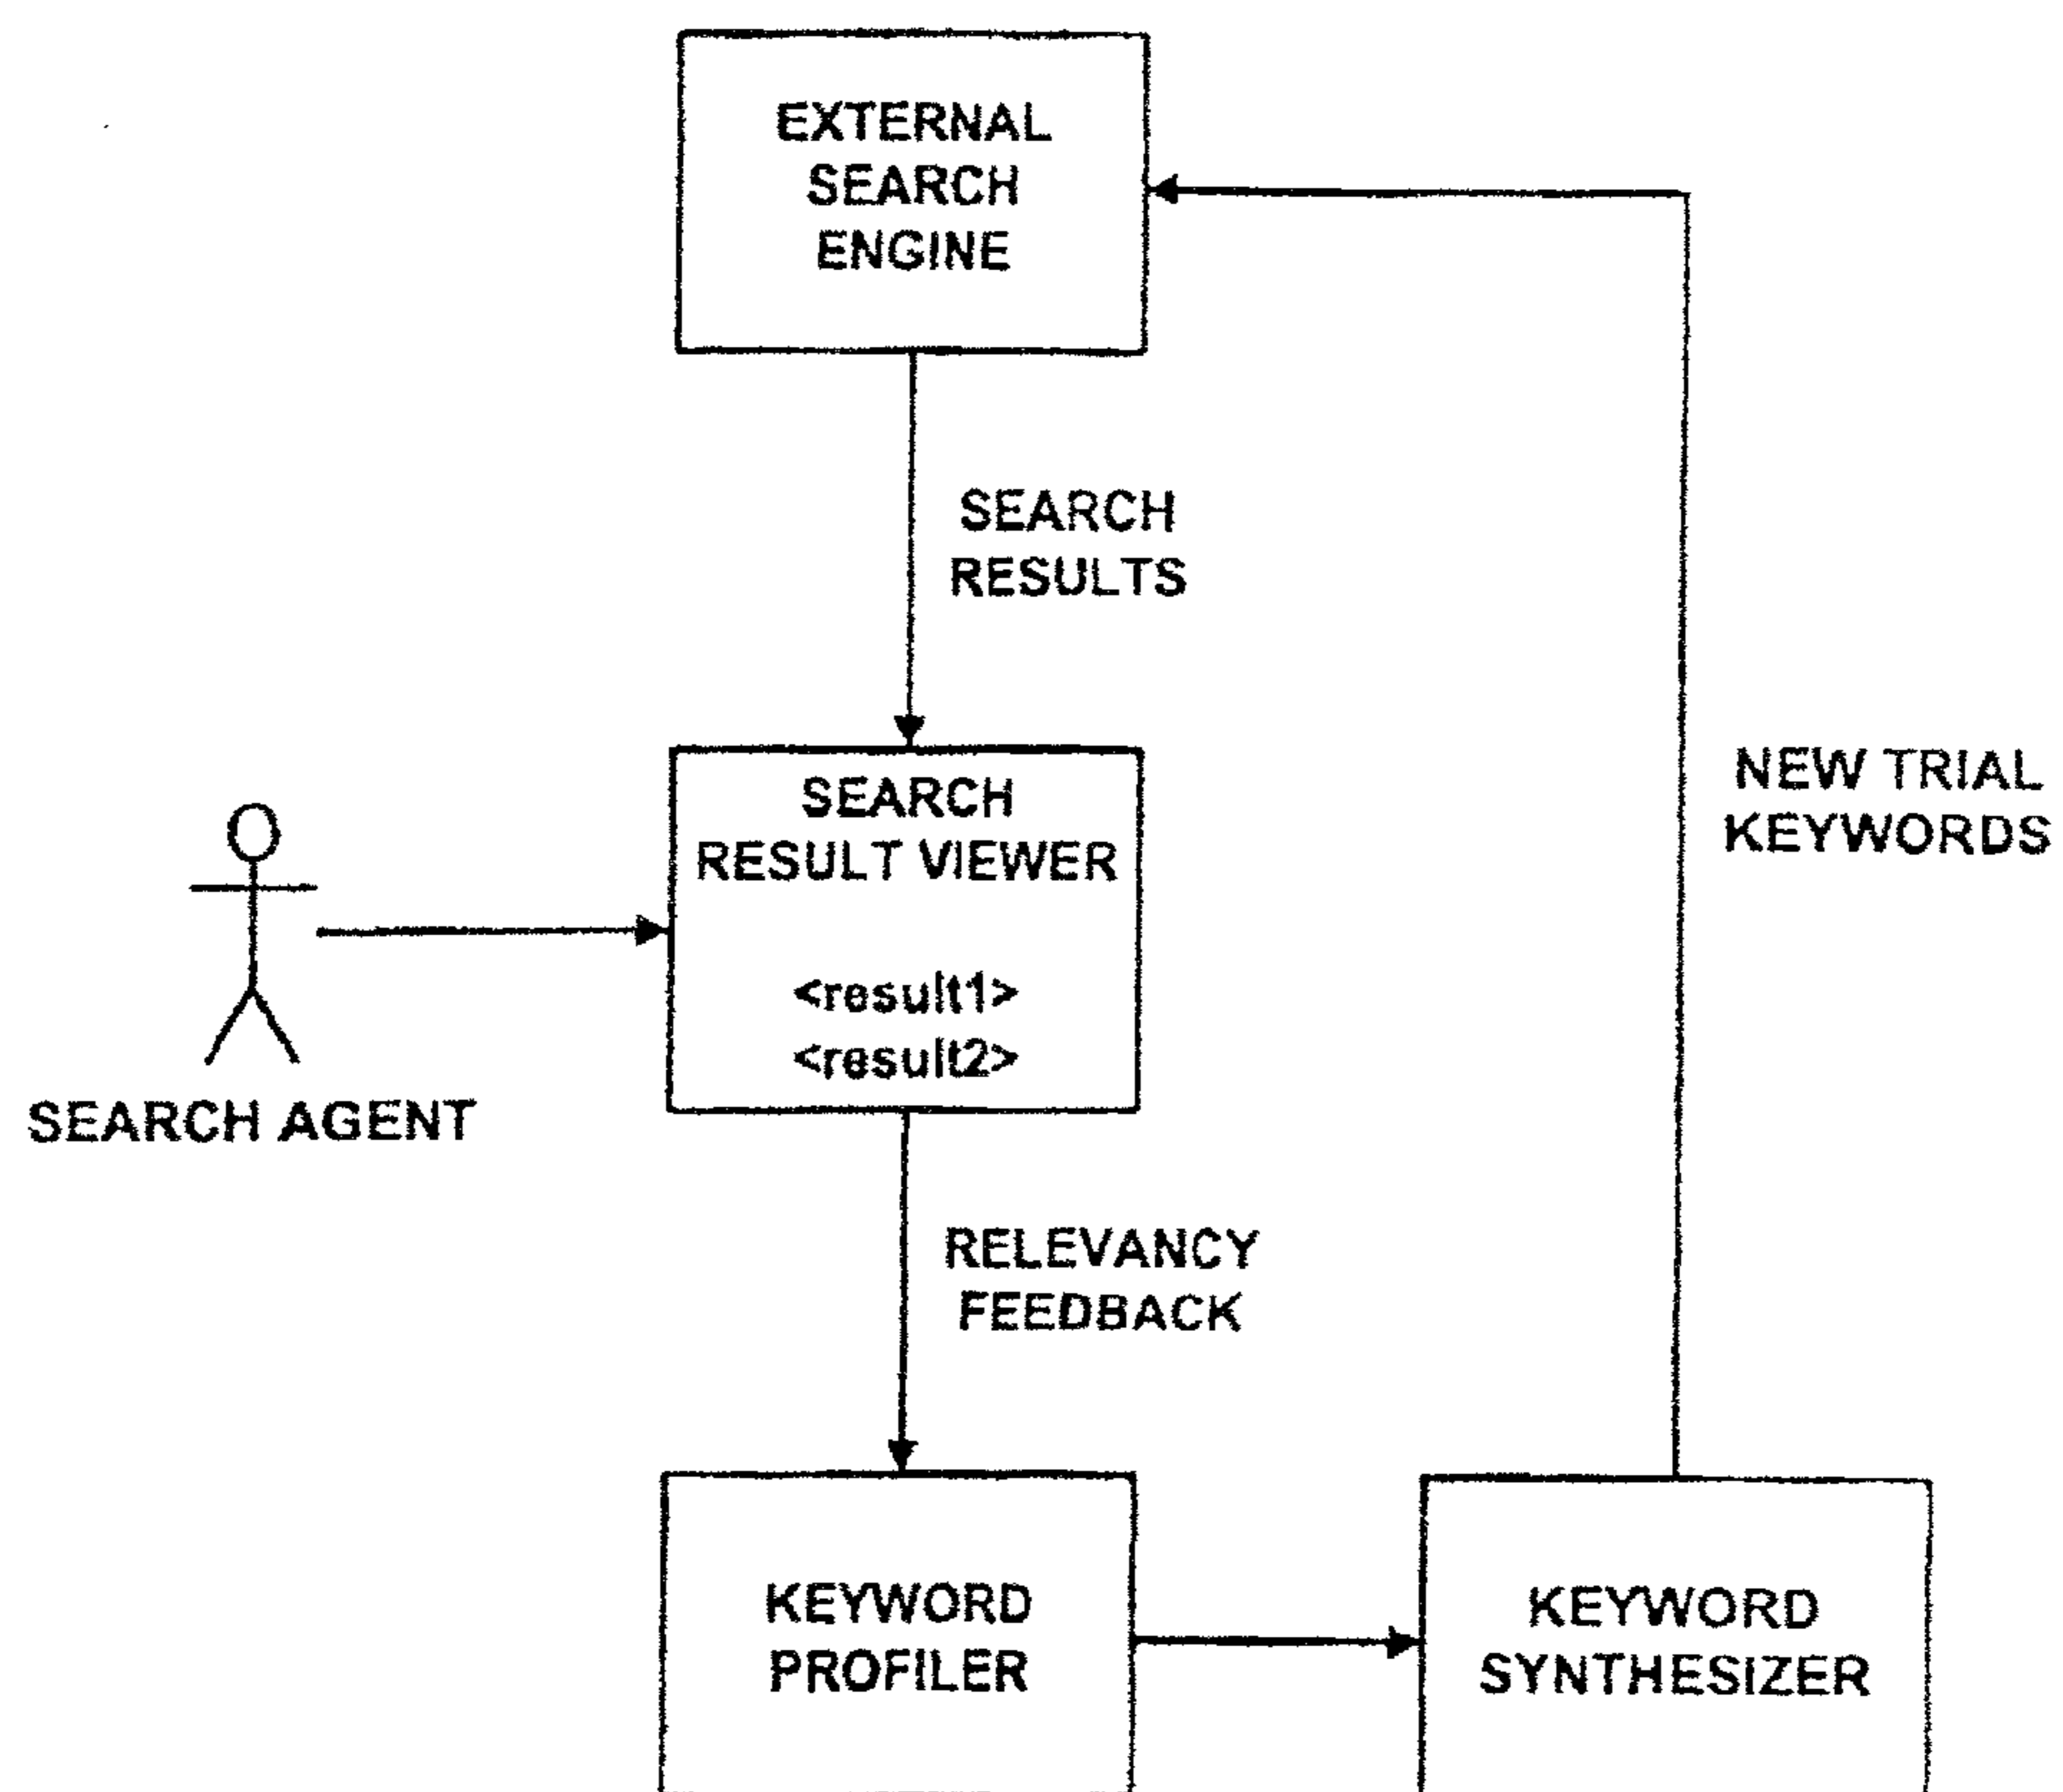 EXTERNAL
SEARCH
ENGINE
SEARCH
RESULTS
SEARCH
RESULT VIEWER
<result1>
<result2>
NEW TRIAL
KEYWORDS
SEARCH AGENT
RELEVANCY
FEEDBACK
KEYWORD
PROFILER
KEYWORD
SYNTHESIZER